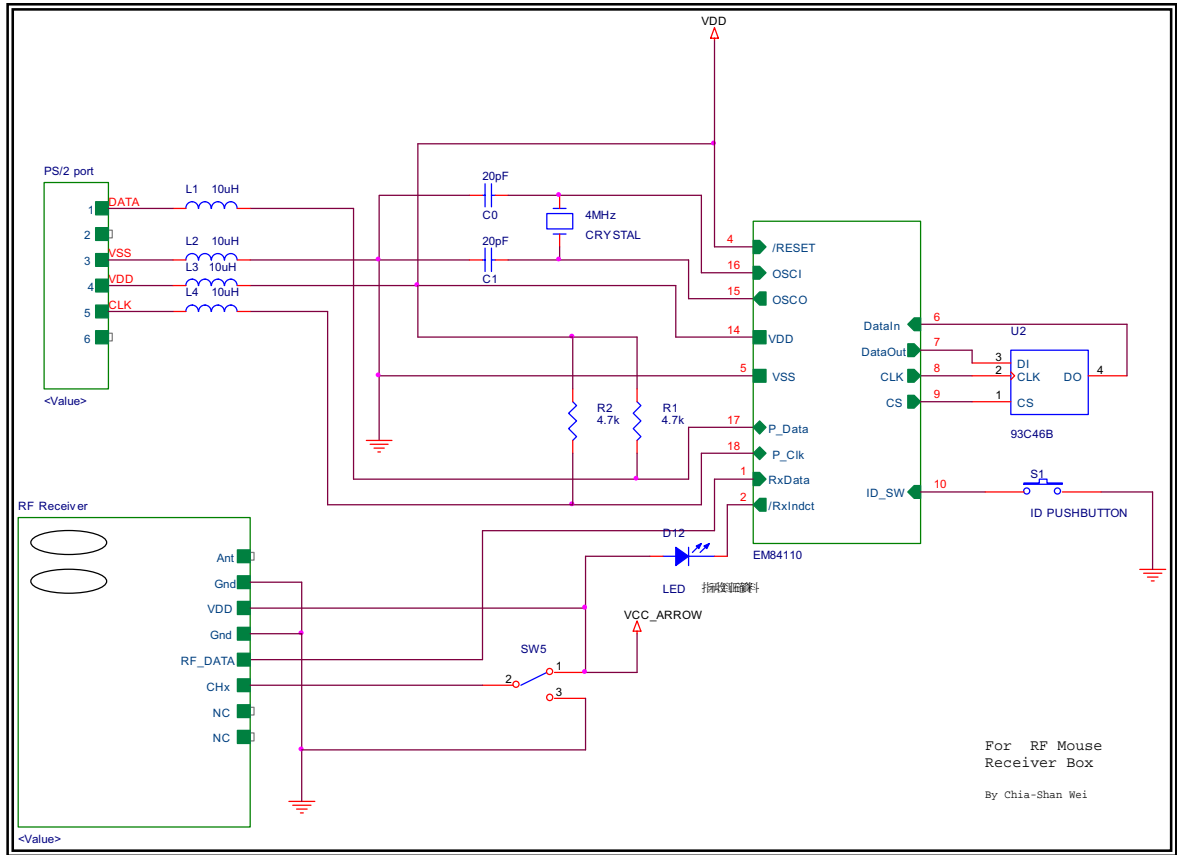 VDD
PS/2 port
1 DATA
2
3 VSS
4 VDD
5 CLK
6
<Value>
L1 10uH
L2 10uH
L3 10uH
L4 10uH
20pF
C0
20pF
C1
4MHz
CRYSTAL
R2
4.7k
R1
4.7k
4 /RESET
16 OSCI
15 OSCO
14 VDD
5 VSS
17 P_Data
18 P_Clk
1 RxData
2 /RxIndct
DataIn 6
DataOut 7
CLK 8
CS 9
ID_SW 10
EM84110
U2
3 DI
2 CLK
1 CS
DO 4
93C46B
S1
ID PUSHBUTTON
RF Receiver
Ant
Gnd
VDD
Gnd
RF_DATA
CHx
NC
NC
<Value>
D12
LED
VCC_ARROW
SW5
1
2
3
For RF Mouse
Receiver Box
By Chia-Shan Wei